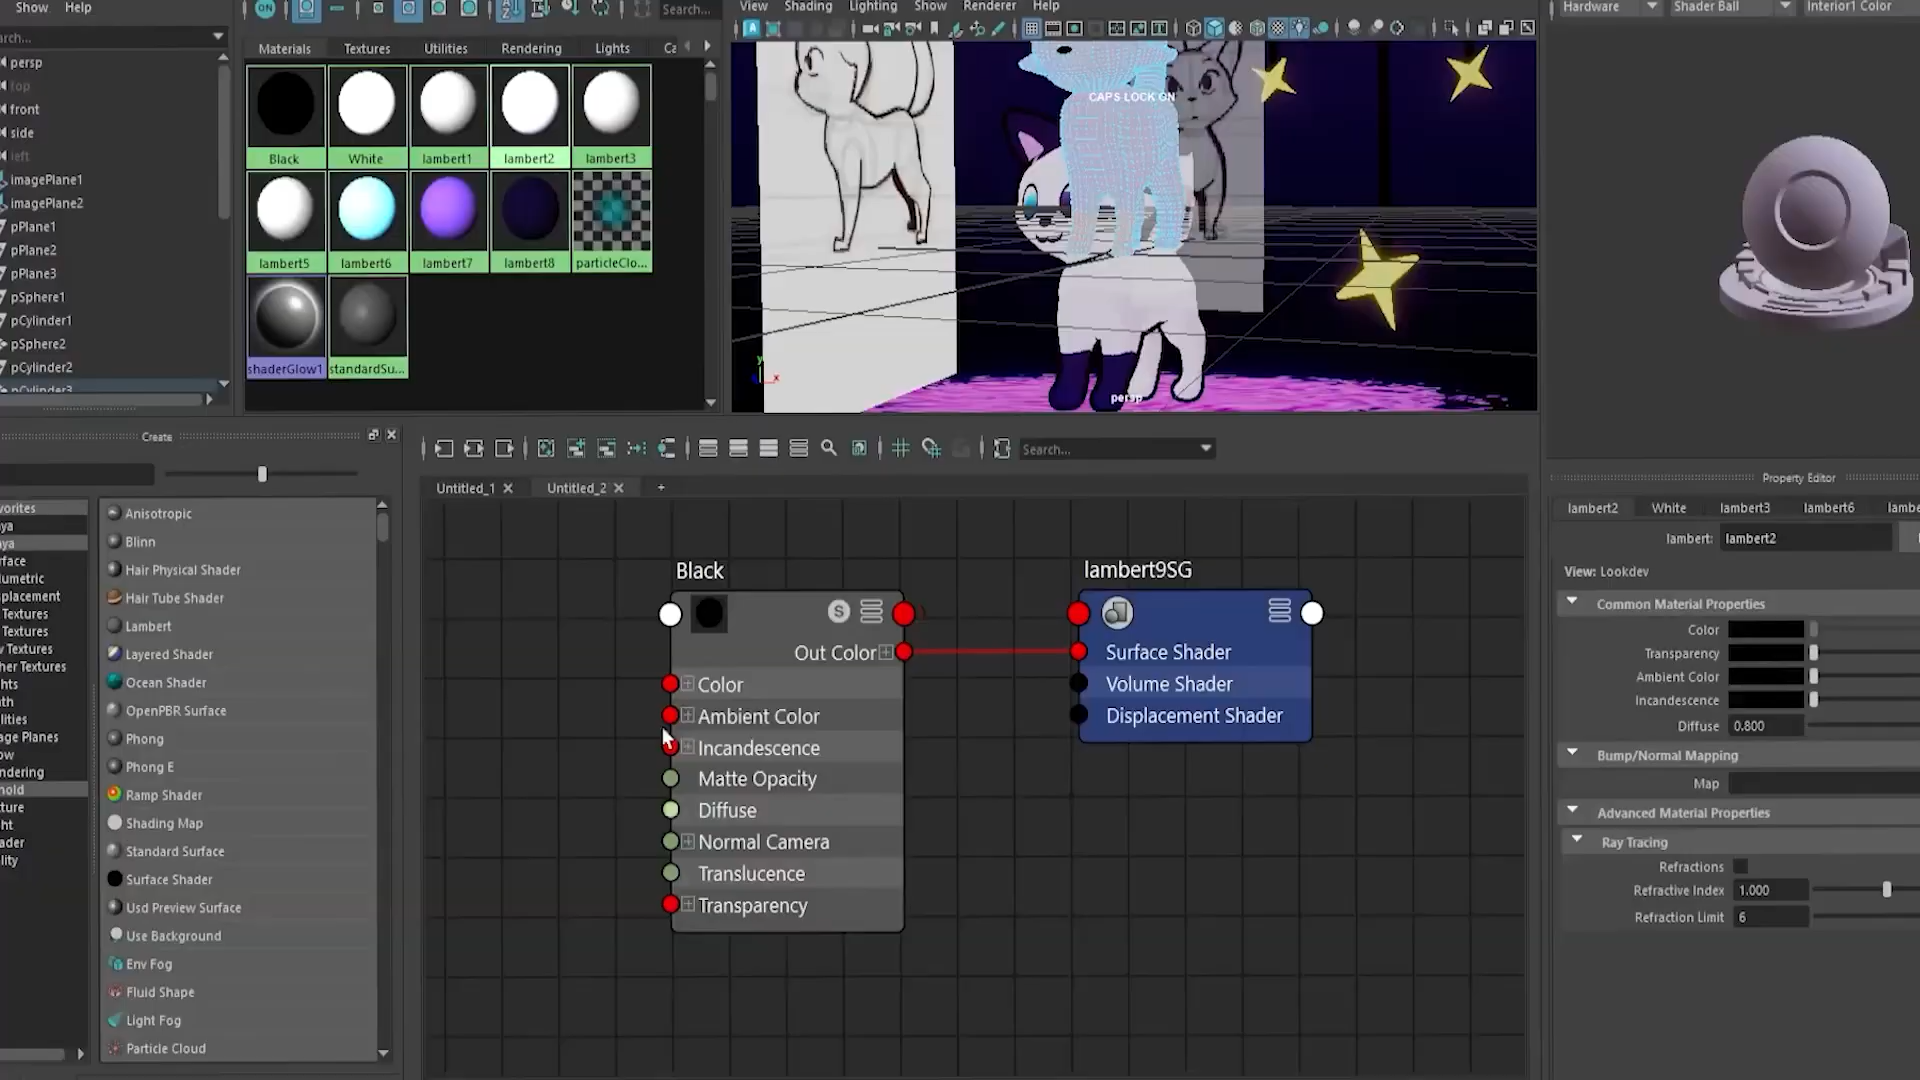 Show Help
ON
Search...
View Shading Lighting Show Renderer Help
Hardware
Shader Ball
Interior1 Color
Materials Textures Utilities Rendering Lights
persp
top
front
side
left
imagePlane1
imagePlane2
pPlane1
pPlane2
pPlane3
pSphere1
pCylinder1
pSphere2
pCylinder2
pCylinder3
Black White lambert1 lambert2 lambert3
lambert5 lambert6 lambert7 lambert8 particleClo...
shaderGlow1 standardSu...
CAPS LOCK ON
y
x
persp
Create
Search...
Untitled_1
Untitled_2
+
Anisotropic
Blinn
Hair Physical Shader
Hair Tube Shader
Lambert
Layered Shader
Ocean Shader
OpenPBR Surface
Phong
Phong E
Ramp Shader
Shading Map
Standard Surface
Surface Shader
Usd Preview Surface
Use Background
Env Fog
Fluid Shape
Light Fog
Particle Cloud
Black
S
Out Color
Color
Ambient Color
Incandescence
Matte Opacity
Diffuse
Normal Camera
Translucence
Transparency
lambert9SG
Surface Shader
Volume Shader
Displacement Shader
Property Editor
lambert2 White lambert3 lambert6 lambe
lambert: lambert2
View: Lookdev
Common Material Properties
Color
Transparency
Ambient Color
Incandescence
Diffuse 0.800
Bump/Normal Mapping
Map
Advanced Material Properties
Ray Tracing
Refractions
Refractive Index 1.000
Refraction Limit 6